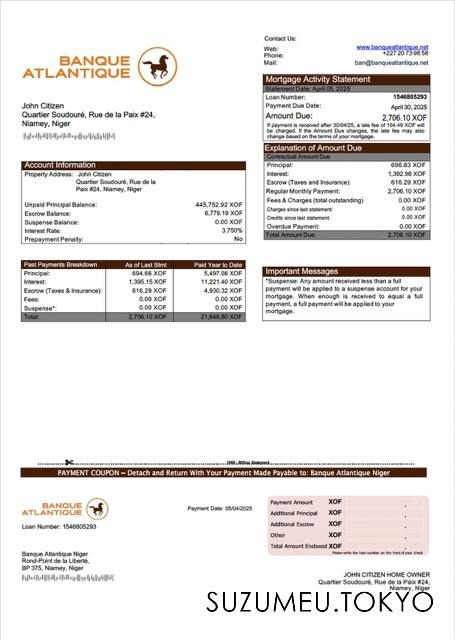 Contact Us:
Web: www.banqueatlantique.net
Phone: +227 20 73 98 58
Mail: ban@banqueatlantique.net
BANQUE
ATLANTIQUE
John Citizen
Quartier Soudouré, Rue de la Paix #24,
Niamey, Niger
Mortgage Activity Statement
Statement Date: April 05, 2025
Loan Number: 1546805293
Payment Due Date: April 30, 2025
Amount Due: 2,706.10 XOF
If payment is received after 30/04/25, a late fee of 104.49 XOF will
be charged. If the Amount Due changes, the late fee may also
change based on the terms of your mortgage.
Explanation of Amount Due
Contractual Amount Due
Principal: 696.83 XOF
Interest: 1,392.98 XOF
Escrow (Taxes and Insurance): 616.29 XOF
Regular Monthly Payment: 2,706.10 XOF
Fees & Charges (total outstanding) 0.00 XOF
Charges since last statement: 0.00 XOF
Credits since last statement: 0.00 XOF
Overdue Payment: 0.00 XOF
Total Amount Due: 2,706.10 XOF
Account Information
Property Address: John Citizen
Quartier Soudouré, Rue de la
Paix #24, Niamey, Niger
Unpaid Principal Balance: 445,752.92 XOF
Escrow Balance: 6,779.19 XOF
Suspense Balance: 0.00 XOF
Interest Rate: 3.750%
Prepayment Penalty: No
Past Payments Breakdown As of Last Stmt Paid Year to Date
Principal: 694.66 XOF 5,497.08 XOF
Interest: 1,395.15 XOF 11,221.40 XOF
Escrow (Taxes & Insurance): 616.29 XOF 4,930.32 XOF
Fees: 0.00 XOF 0.00 XOF
Suspense*: 0.00 XOF 0.00 XOF
Total: 2,706.10 XOF 21,648.80 XOF
Important Messages
*Suspense: Any amount received less than a full
payment will be applied to a suspense account for your
mortgage. When enough is received to equal a full
payment, a full payment will be applied to your
mortgage.
Billing Statement
PAYMENT COUPON – Detach and Return With Your Payment Made Payable to: Banque Atlantique Niger
BANQUE
ATLANTIQUE
Loan Number: 1546805293
Payment Date: 05/04/2025
Payment Amount XOF .
Additional Principal XOF .
Additional Escrow XOF .
Other XOF .
Total Amount Enclosed XOF .
Please write the loan number on the front of your check
Banque Atlantique Niger
Rond-Point de la Liberté,
BP 375, Niamey, Niger
JOHN CITIZEN HOME OWNER
Quartier Soudouré, Rue de la Paix #24,
Niamey, Niger
SUZUMEU.TOKYO